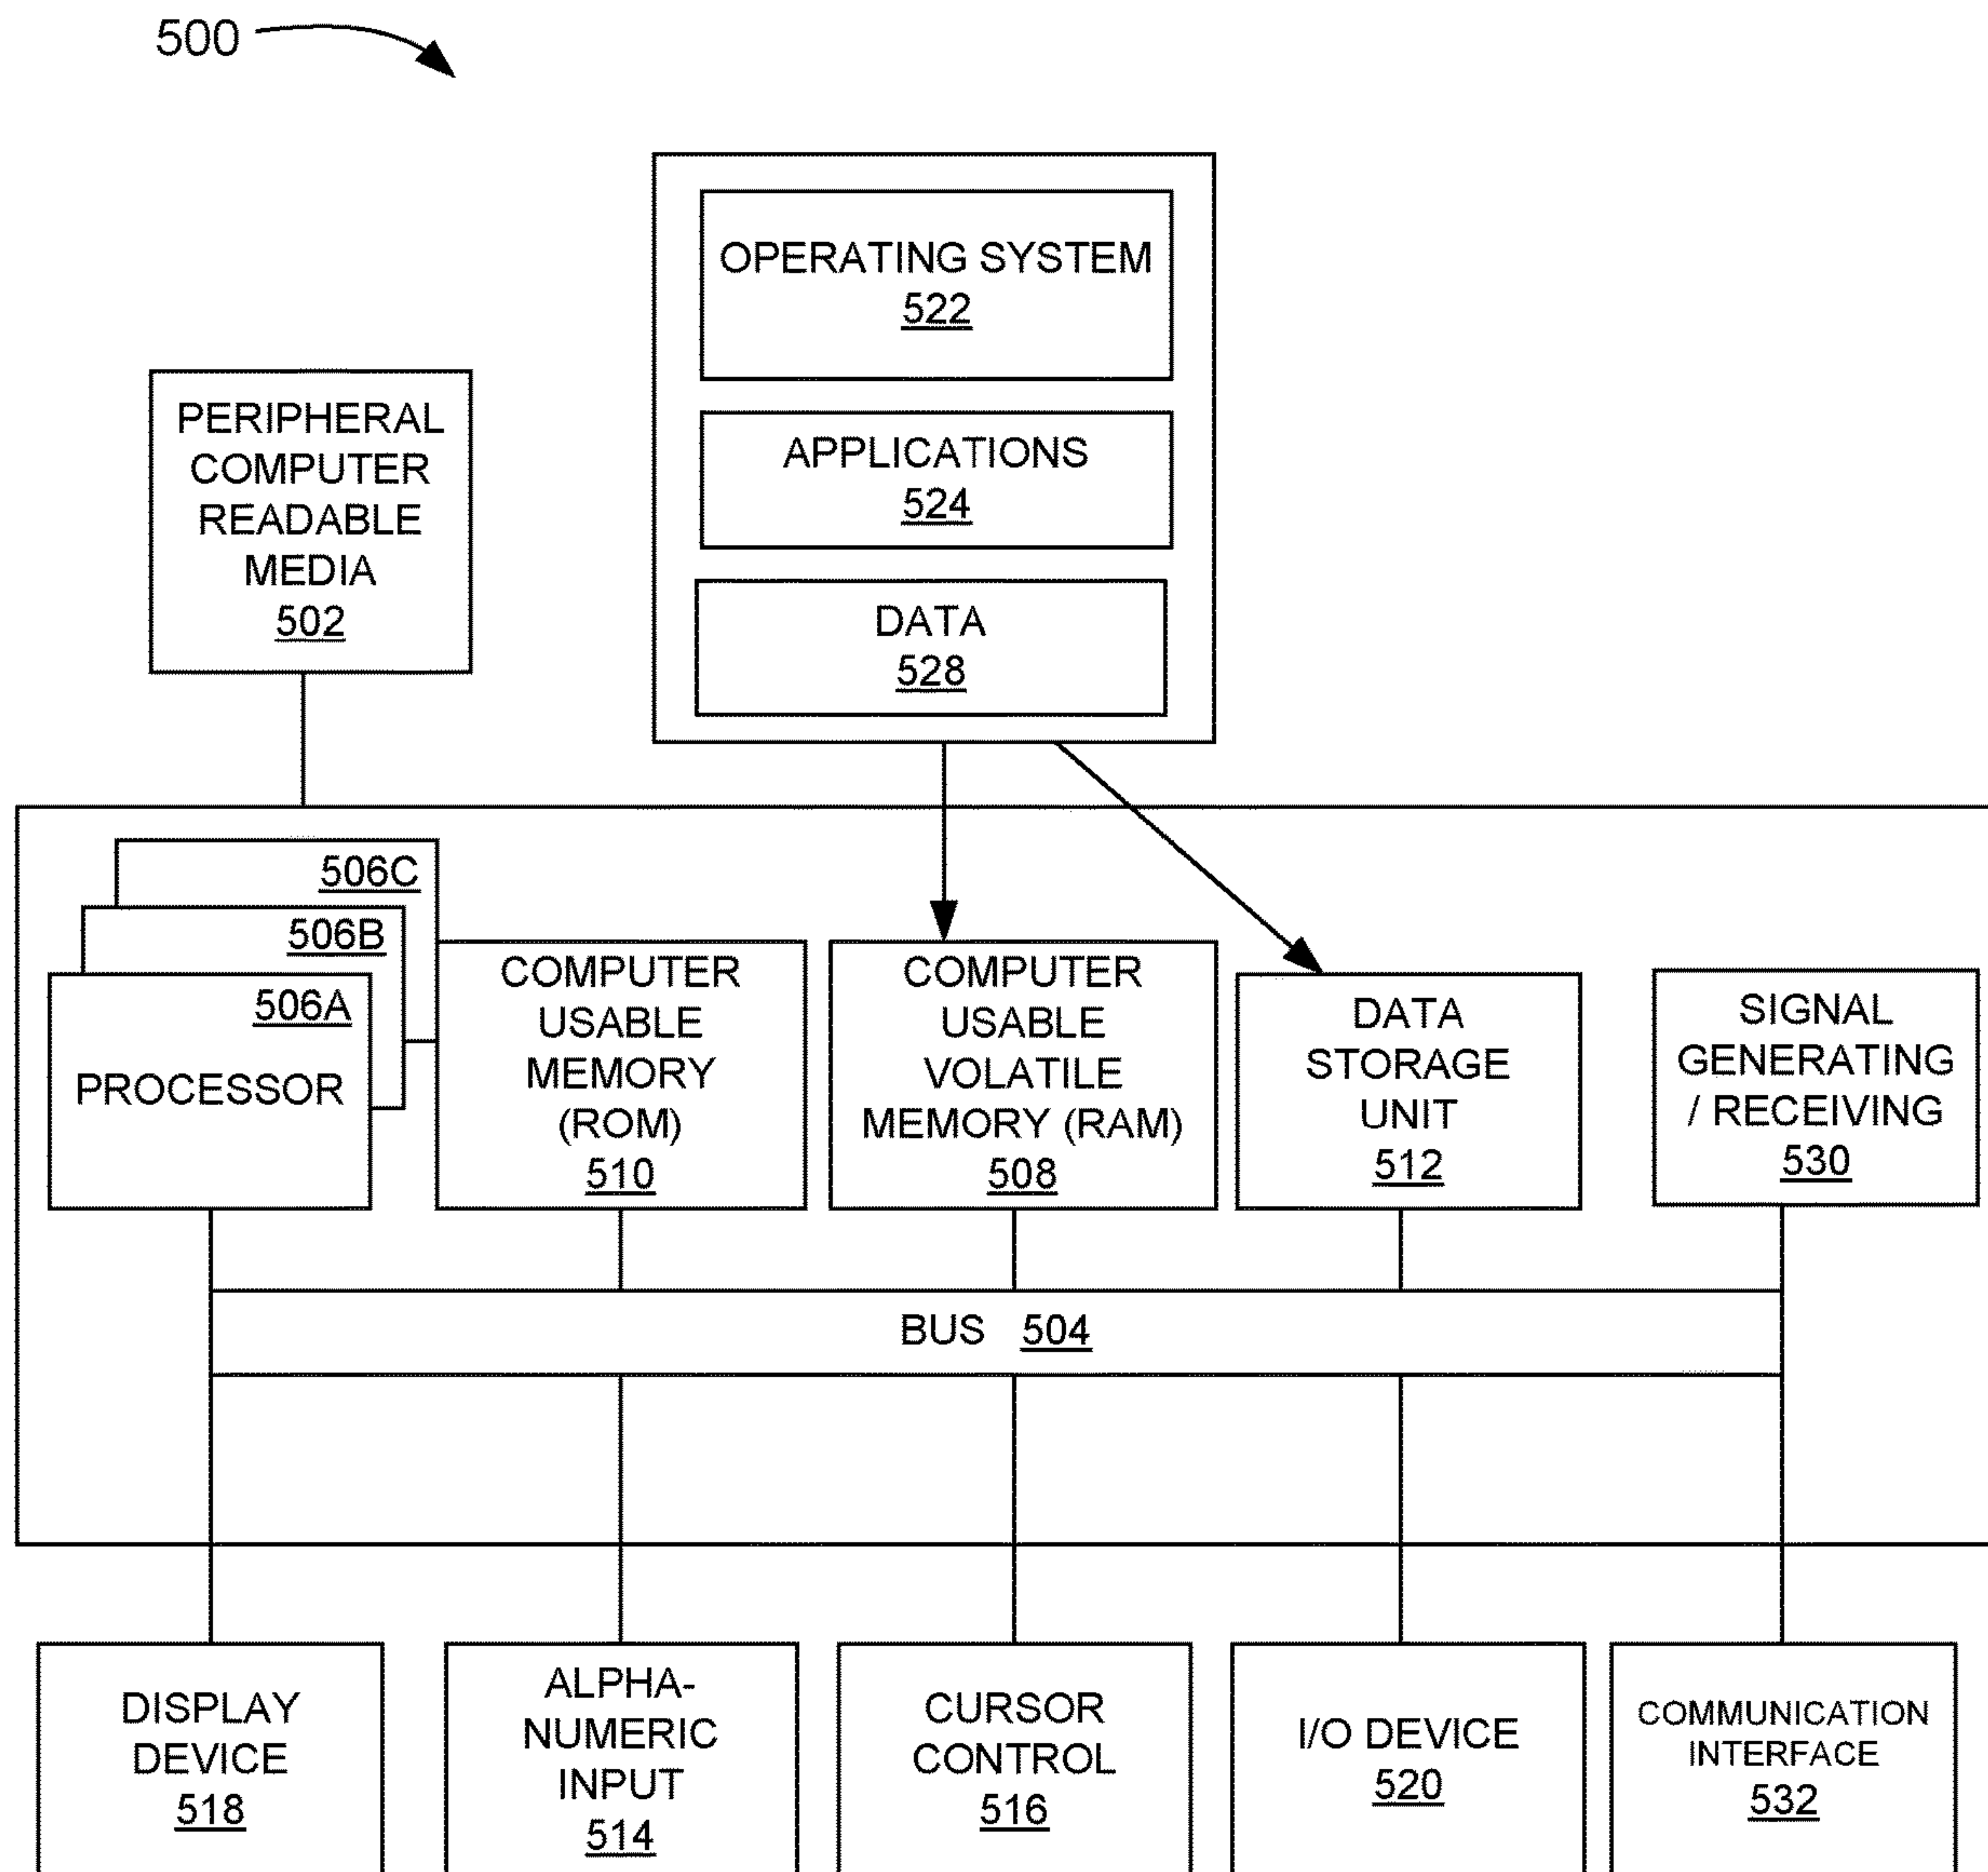 500
OPERATING SYSTEM
522
APPLICATIONS
524
DATA
528
PERIPHERAL
COMPUTER
READABLE
MEDIA
502
506C
506B
506A
PROCESSOR
COMPUTER
USABLE
MEMORY
(ROM)
510
COMPUTER
USABLE
VOLATILE
MEMORY (RAM)
508
DATA
STORAGE
UNIT
512
SIGNAL
GENERATING
/ RECEIVING
530
BUS 504
DISPLAY
DEVICE
518
ALPHA-
NUMERIC
INPUT
514
CURSOR
CONTROL
516
I/O DEVICE
520
COMMUNICATION
INTERFACE
532